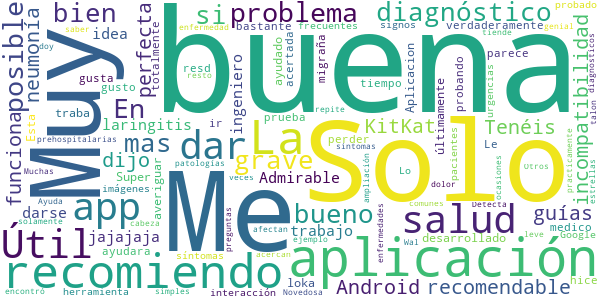 bien
si
problema
diagnóstico
probado
idea
bastante
frecuentes
signos
verdaderamente
genial
saber
enfermedad
doy
resto
gusta
gusto
perfecta
totalmente
ayudado
acertada
migraña
tiempo
Aplicacion
probando
parece
tiende
diagnosticos
posible
neumonía
funciona
Esta
traba
En
resd
ingeniero
ir
prueba
repite
buena
Muy
Solo
Me
La
KitKat
últimamente
Tenéis
urgencias
incompatibilidad
practicamente
talon
estrellas
prehospitalarias
laringitis
mas
dar
grave
perder
sintomas
pacientes
Le
Otros
dijo
Super
patologías
Admirable
ampliación
Lo
dolor
ocasiones
Muchas
imágenes
averiguar
veces
comunes
Detecta
Ayuda
darse
app
bueno
salud
guías
solamente
cabeza
preguntas
trabajo
afectan
enfermedades
desarrollado
medico
Útil
jajajaja
ayudara
síntomas
loka
ejemplo
acercan
Wal
leve
Google
recomiendo
aplicación
hice
encontró
herramienta
simples
interacción
Novedosa
Android
recomendable